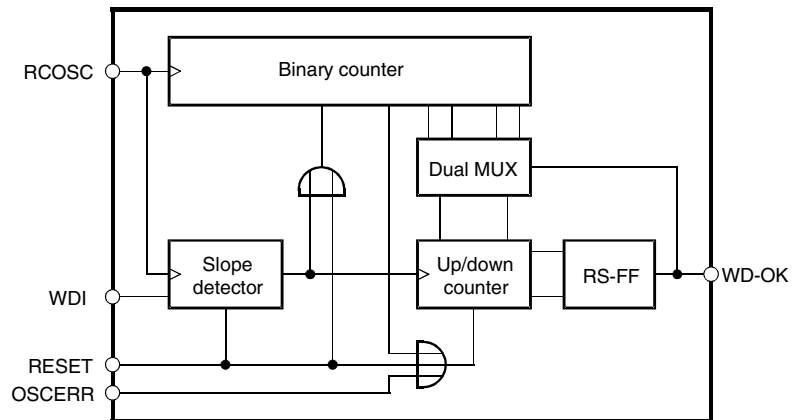 RCOSC
Binary counter
Dual MUX
Slope
detector
Up/down
counter
RS-FF
WD-OK
WDI
RESET
OSCERR